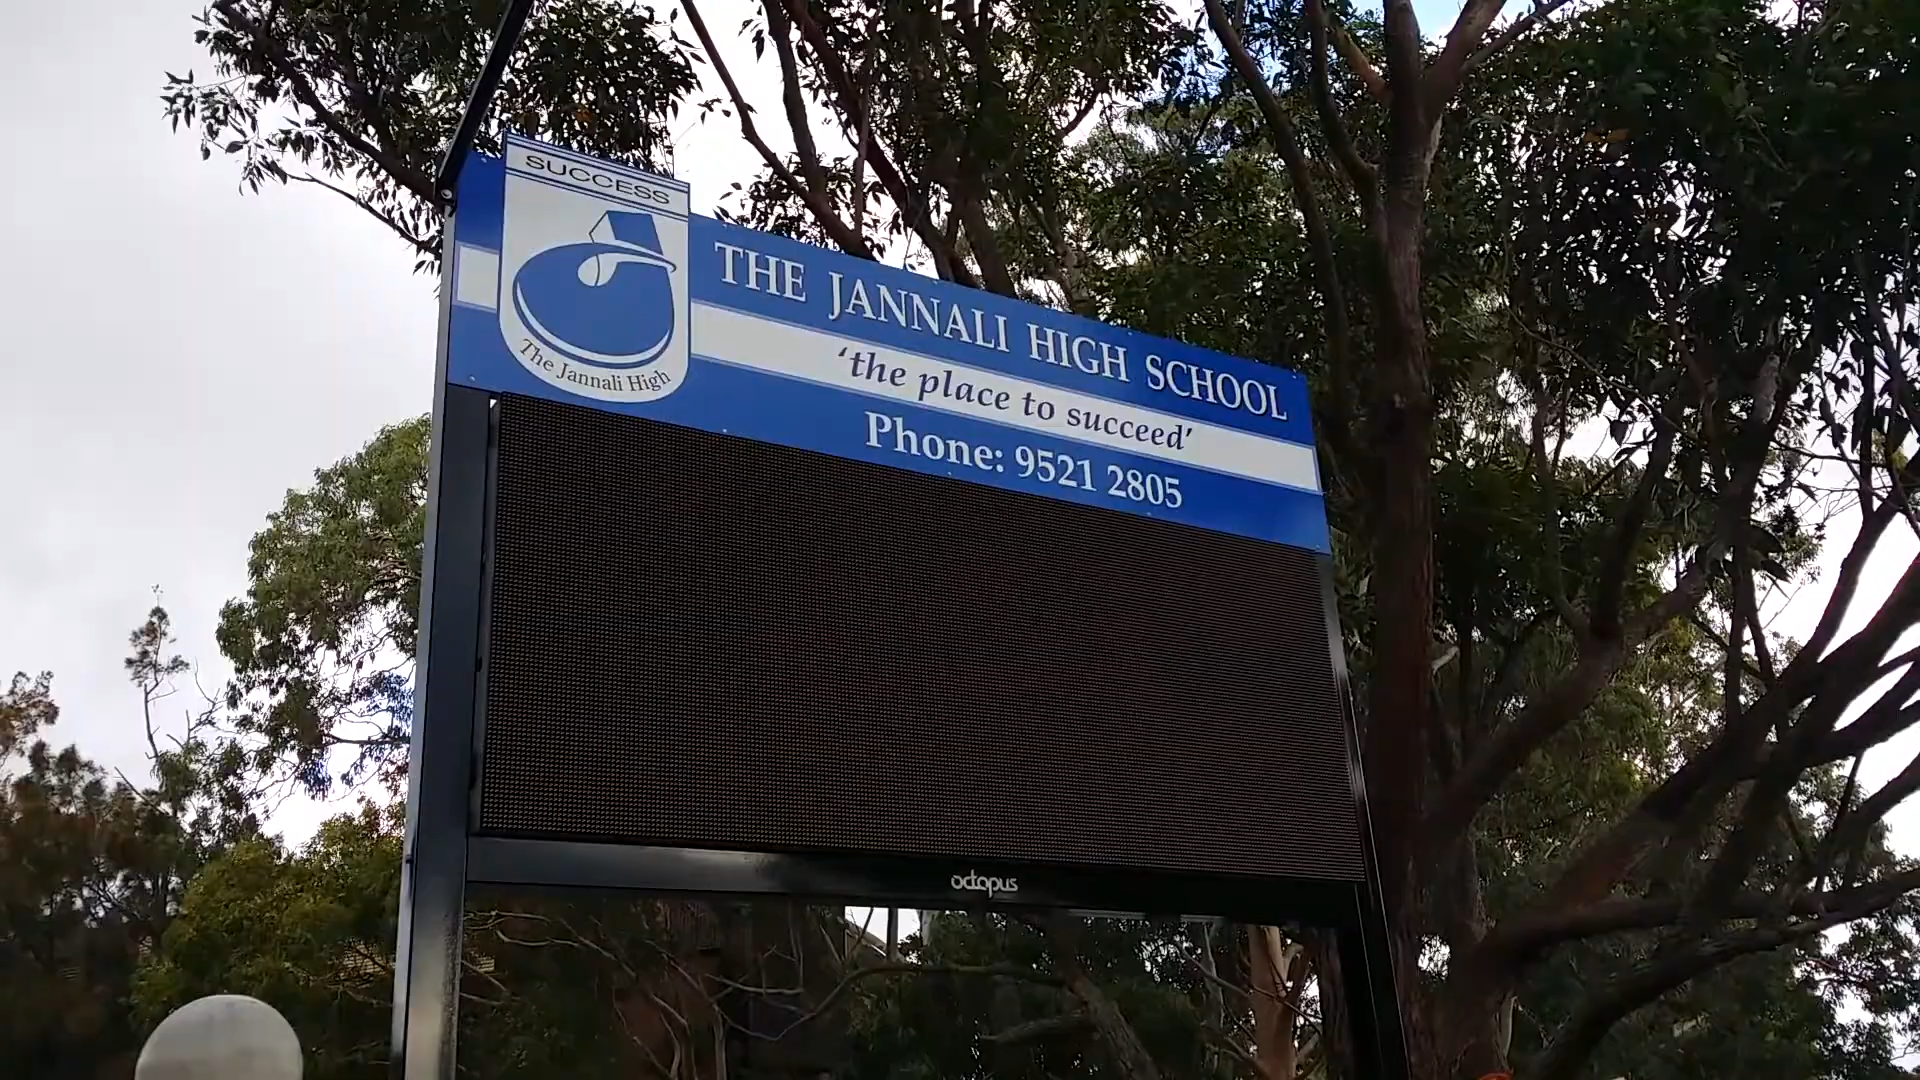 SUCCESS
The Jannali High
THE JANNALI HIGH SCHOOL
‘the place to succeed’
Phone: 9521 2805
octopus